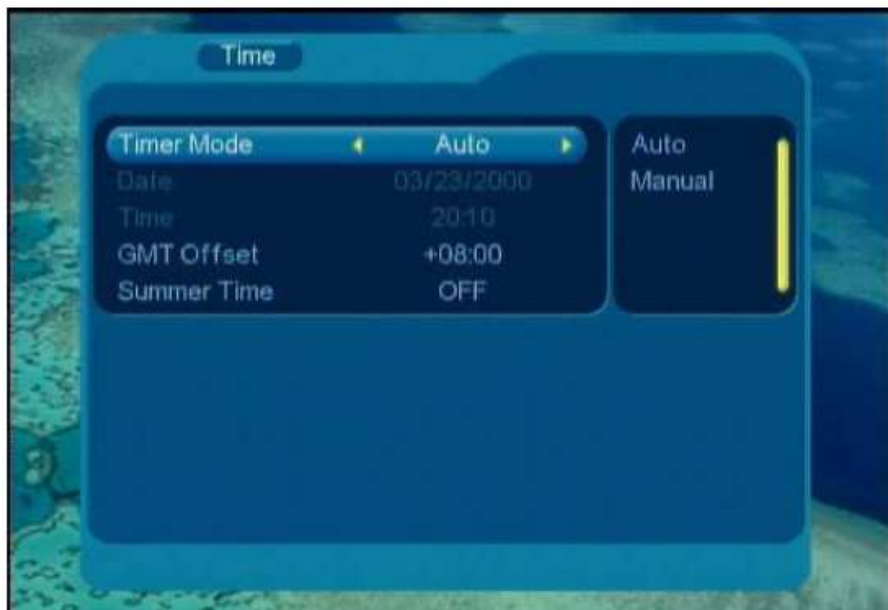 Time
Timer Mode Auto
Date 03/23/2000
Time 20:10
GMT Offset +08:00
Summer Time OFF
Auto
Manual